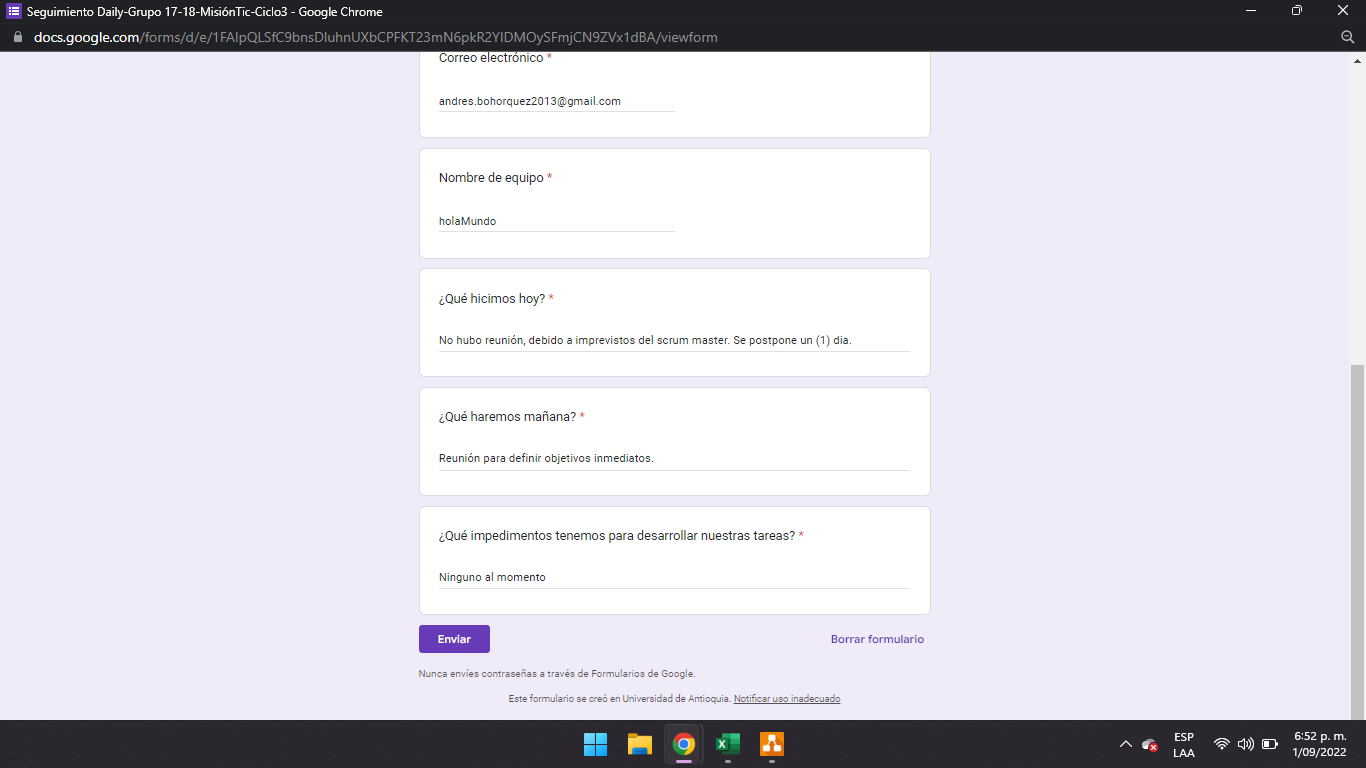 Seguimiento Daily-Grupo 17-18-MisiónTic-Ciclo3 - Google Chrome
docs.google.com/forms/d/e/1FAIpQLSfC9bnsDIuhnUXbCPFKT23mN6pkR2YIDMOySFmjCN9ZVx1dBA/viewform
Correo electrónico *
andres.bohorquez2013@gmail.com
Nombre de equipo *
holaMundo
¿Qué hicimos hoy? *
No hubo reunión, debido a imprevistos del scrum master. Se postpone un (1) dia.
¿Qué haremos mañana? *
Reunión para definir objetivos inmediatos.
¿Qué impedimentos tenemos para desarrollar nuestras tareas? *
Ninguno al momento
Enviar
Borrar formulario
Nunca envíes contraseñas a través de Formularios de Google.
Este formulario se creó en Universidad de Antioquia. Notificar uso inadecuado
ESP
LAA
6:52 p. m.
1/09/2022